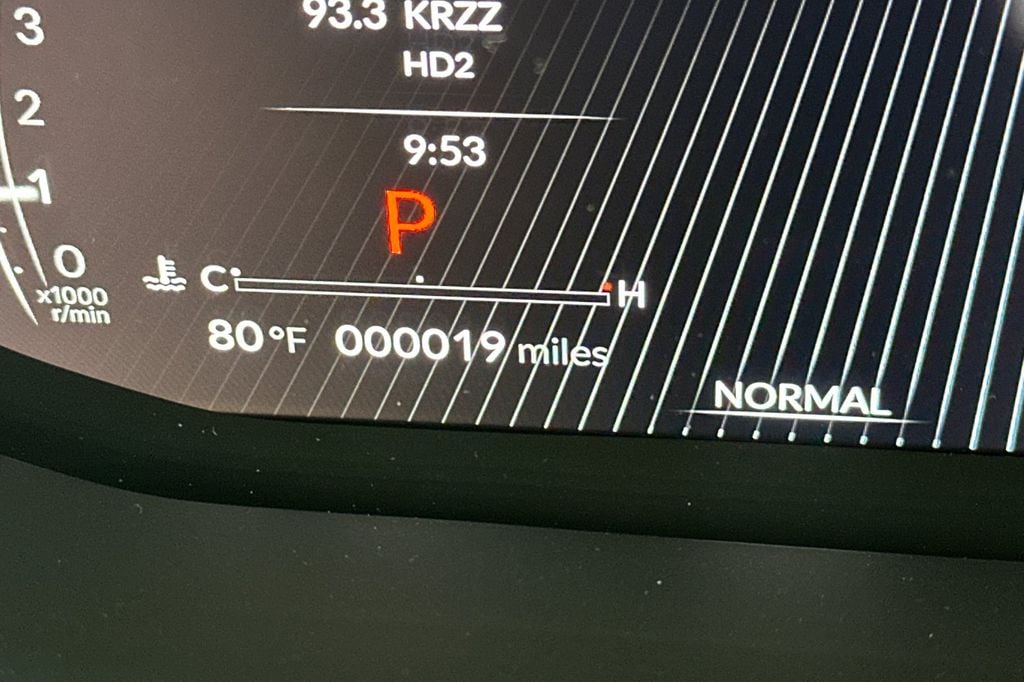 93.3 KRZZ
HD2
9:53
P
3
2
1
0
x1000
r/min
C H
80°F 000019 miles
NORMAL